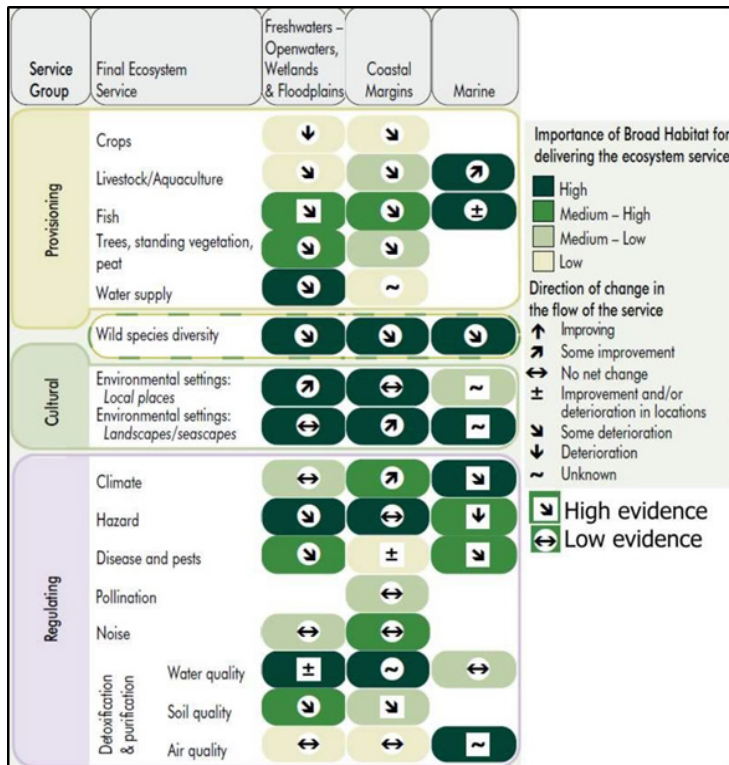 Service
Group
Final Ecosystem
Service
Freshwaters –
Openwaters,
Wetlands
& Floodplains
Coastal
Margins
Marine
Provisioning
Crops
Livestock/Aquaculture
Fish
Trees, standing vegetation,
peat
Water supply
Wild species diversity
Cultural
Environmental settings:
Local places
Environmental settings:
Landscapes/seascapes
Regulating
Climate
Hazard
Disease and pests
Pollination
Noise
Detoxification
& purification
Water quality
Soil quality
Air quality
Importance of Broad Habitat for
delivering the ecosystem service
High
Medium – High
Medium – Low
Low
Direction of change in
the flow of the service
Improving
Some improvement
No net change
Improvement and/or
deterioration in locations
Some deterioration
Deterioration
Unknown
High evidence
Low evidence